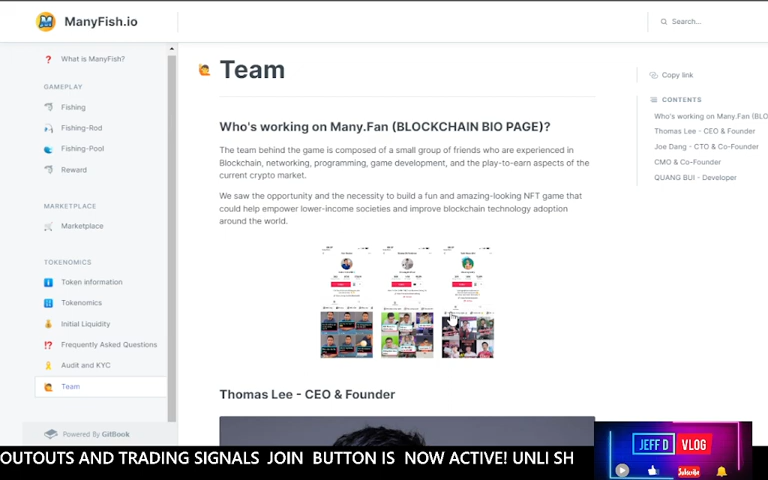 ManyFish.io
Search...
What is ManyFish?
GAMEPLAY
Fishing
Fishing-Rod
Fishing-Pool
Reward
MARKETPLACE
Marketplace
TOKENOMICS
Token information
Tokenomics
Initial Liquidity
Frequently Asked Questions
Audit and KYC
Team
Powered By GitBook
Team
Who's working on Many.Fan (BLOCKCHAIN BIO PAGE)?
The team behind the game is composed of a small group of friends who are experienced in
Blockchain, networking, programming, game development, and the play-to-earn aspects of the
current crypto market.
We saw the opportunity and the necessity to build a fun and amazing-looking NFT game that
could help empower lower-income societies and improve blockchain technology adoption
around the world.
Thomas Lee - CEO & Founder
Copy link
CONTENTS
Who's working on Many.Fan (BLO
Thomas Lee - CEO & Founder
Joe Dang - CTO & Co-Founder
CMO & Co-Founder
QUANG BUI - Developer
OUTOUTS AND TRADING SIGNALS JOIN BUTTON IS NOW ACTIVE! UNLI SH
JEFF D VLOG
Subscribe